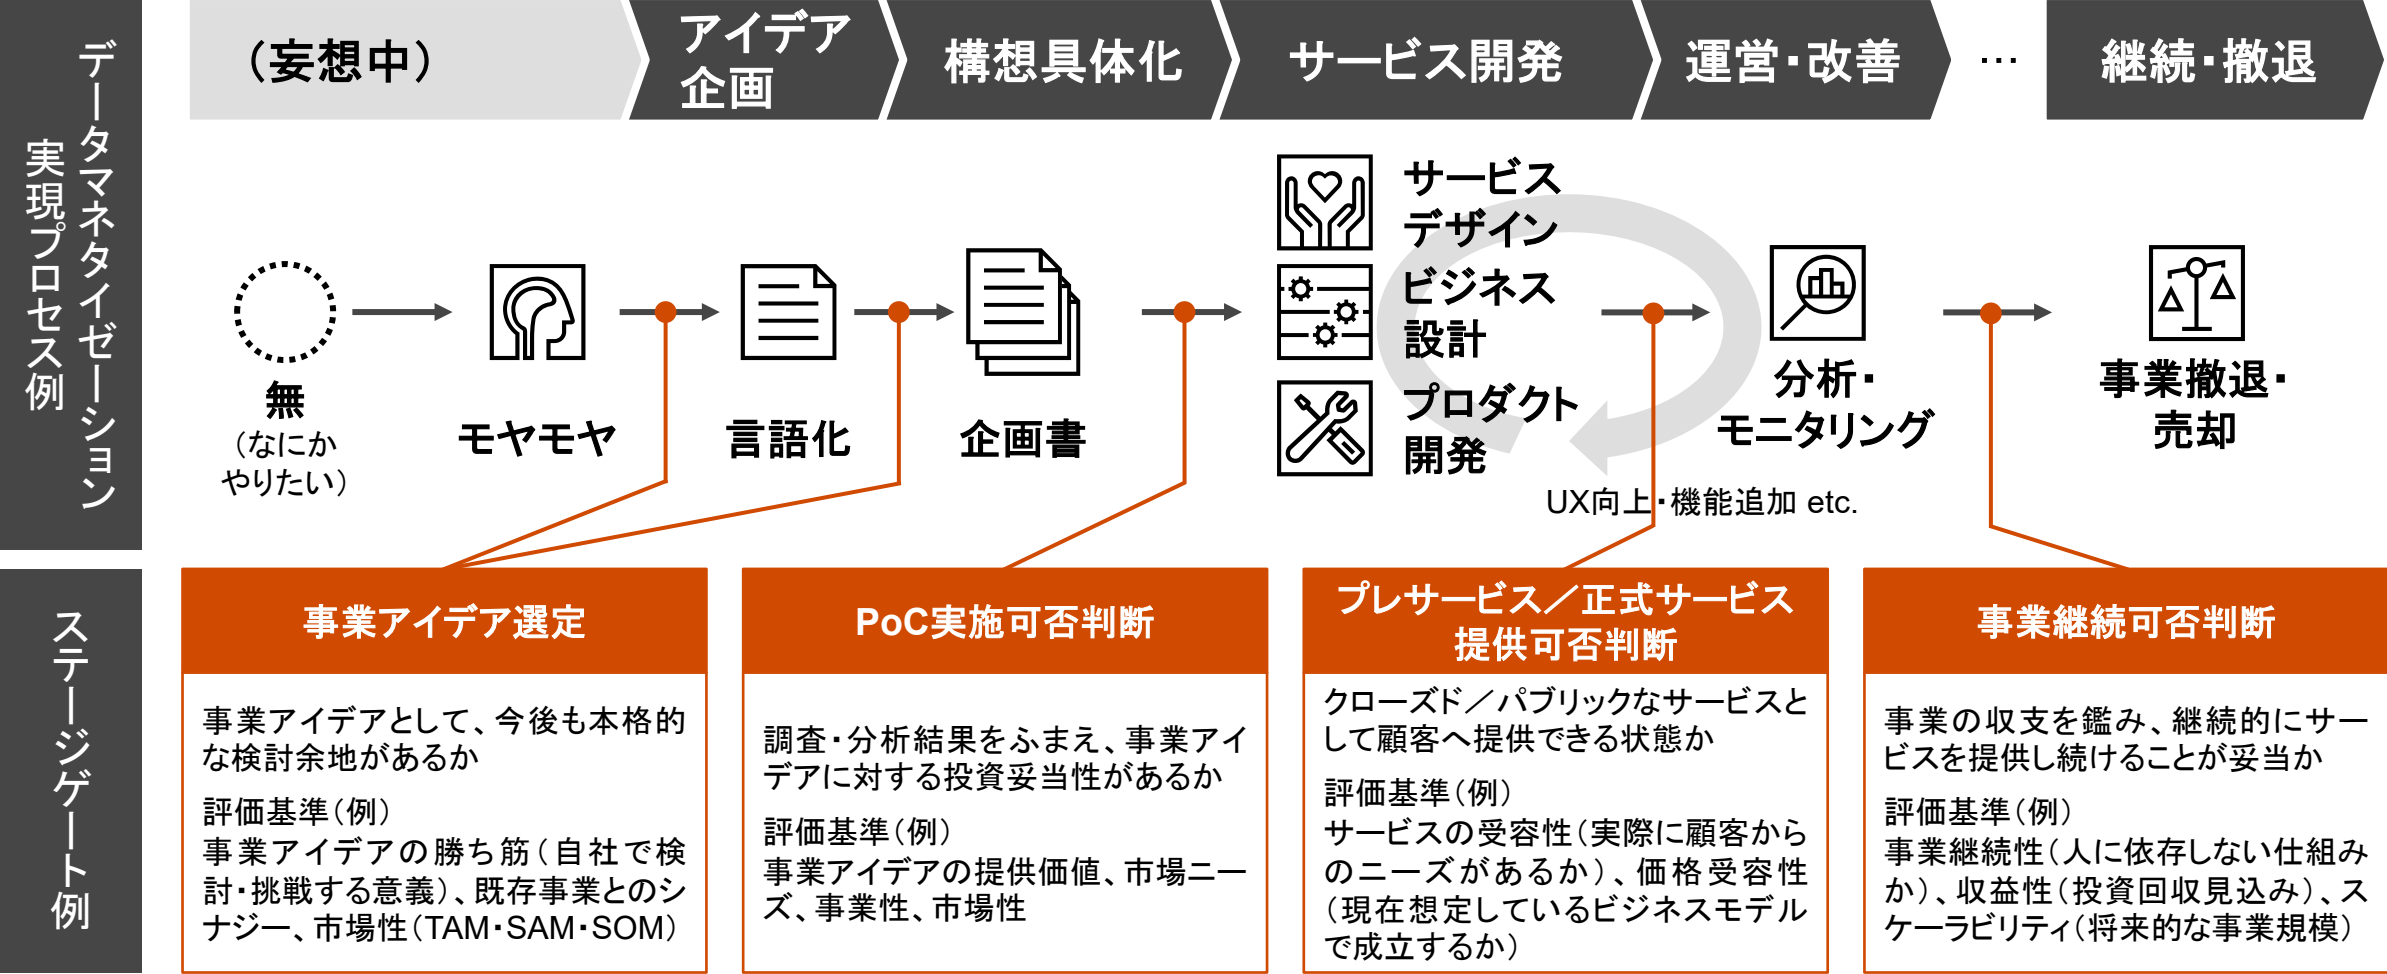 データマネタイゼーション
実現プロセス例
（妄想中）
アイデア
企画
構想具体化
サービス開発
運営・改善
…
継続・撤退
無
（なにか
やりたい）
モヤモヤ
言語化
企画書
サービス
デザイン
ビジネス
設計
プロダクト
開発
UX向上・機能追加 etc.
分析・
モニタリング
事業撤退・
売却
ステージゲート例
事業アイデア選定
事業アイデアとして、今後も本格的
な検討余地があるか
評価基準（例）
事業アイデアの勝ち筋（自社で検
討・挑戦する意義）、既存事業とのシ
ナジー、市場性（TAM・SAM・SOM）
PoC実施可否判断
調査・分析結果をふまえ、事業アイ
デアに対する投資妥当性があるか
評価基準（例）
事業アイデアの提供価値、市場ニー
ズ、事業性、市場性
プレサービス／正式サービス
提供可否判断
クローズド／パブリックなサービスと
して顧客へ提供できる状態か
評価基準（例）
サービスの受容性（実際に顧客から
のニーズがあるか）、価格受容性
（現在想定しているビジネスモデル
で成立するか）
事業継続可否判断
事業の収支を鑑み、継続的にサー
ビスを提供し続けることが妥当か
評価基準（例）
事業継続性（人に依存しない仕組み
か）、収益性（投資回収見込み）、ス
ケーラビリティ（将来的な事業規模）